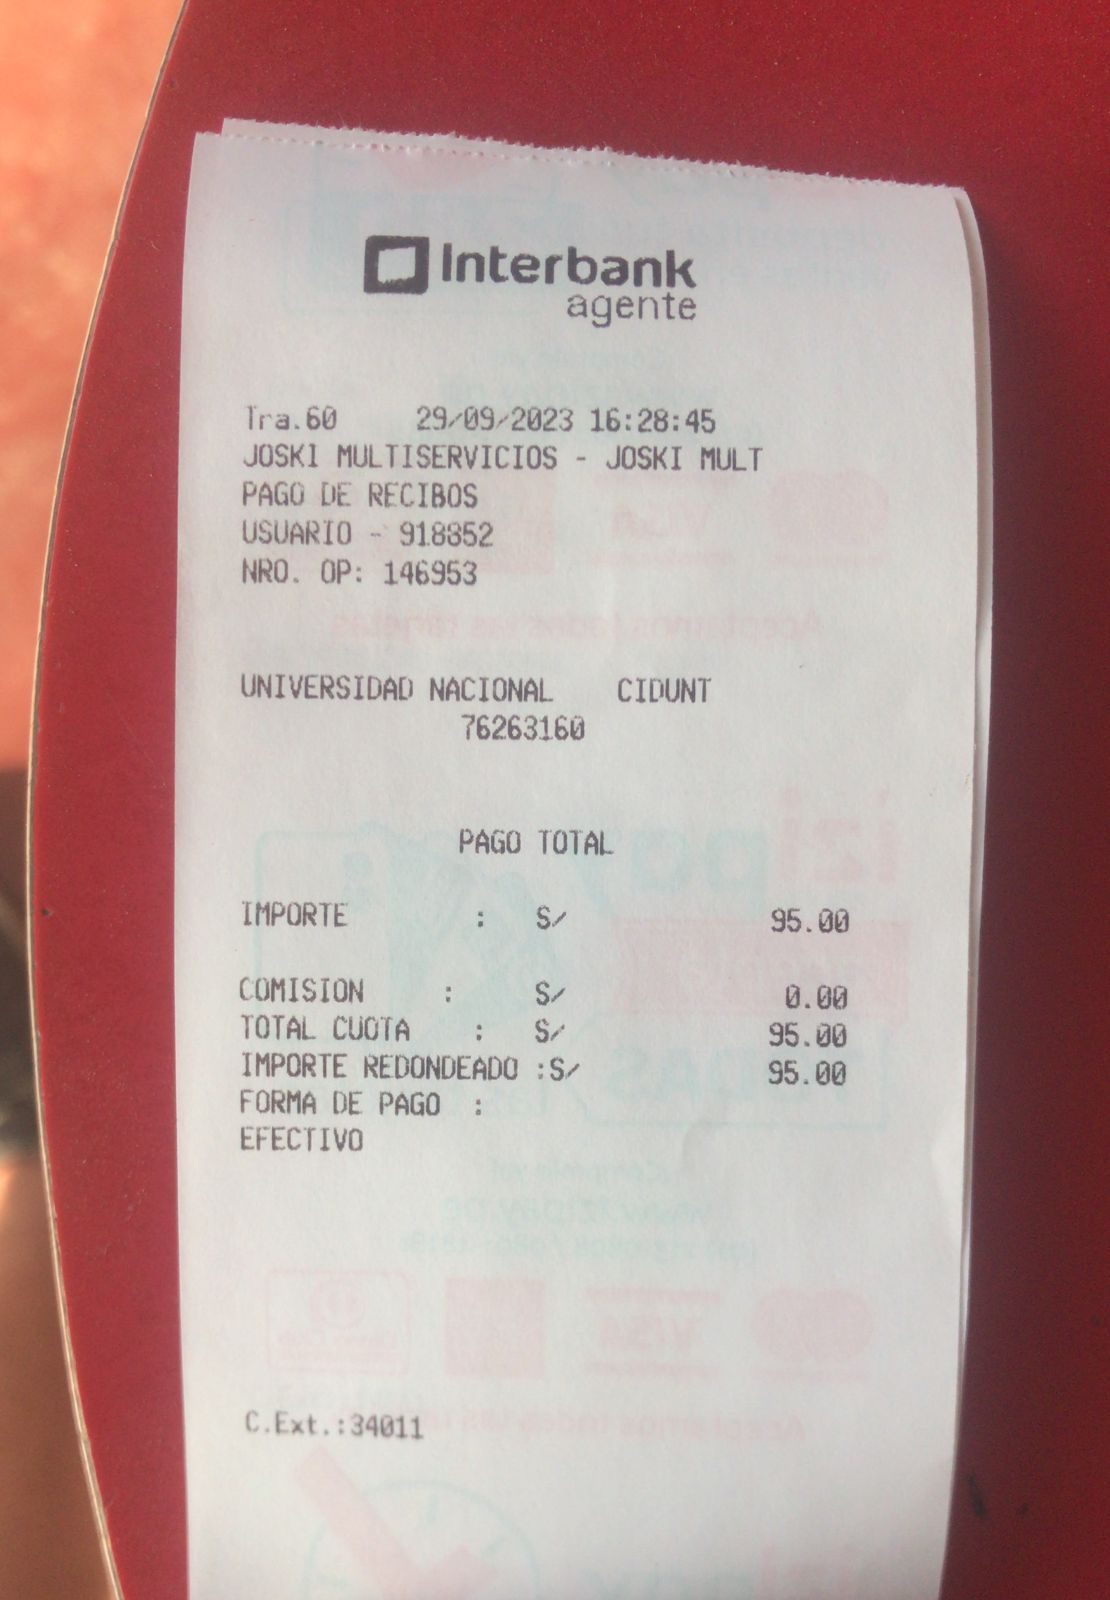 Interbank
agente
Tra.60 29/09/2023 16:28:45
JOSKI MULTISERVICIOS - JOSKI MULT
PAGO DE RECIBOS
USUARIO - 918852
NRO. OP: 146953
UNIVERSIDAD NACIONAL CIDUNT
76263160
PAGO TOTAL
IMPORTE : S/ 95.00
COMISION : S/ 0.00
TOTAL CUOTA : S/ 95.00
IMPORTE REDONDEADO :S/ 95.00
FORMA DE PAGO :
EFECTIVO
C.Ext.:34011